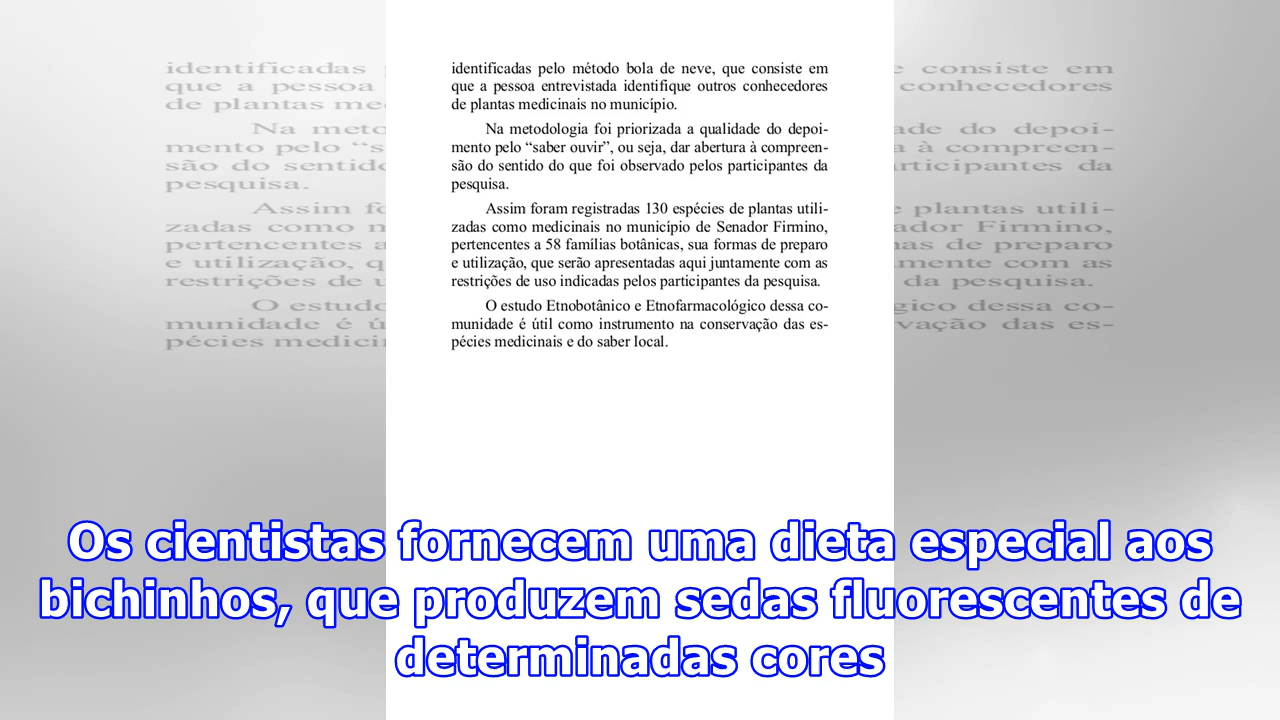 identificadas pelo método bola de neve, que consiste em
que a pessoa entrevistada identifique outros conhecedores
de plantas medicinais no município.
Na metodologia foi priorizada a qualidade do depoi-
mento pelo “saber ouvir”, ou seja, dar abertura à compreen-
são do sentido do que foi observado pelos participantes da
pesquisa.
Assim foram registradas 130 espécies de plantas utili-
zadas como medicinais no município de Senador Firmino,
pertencentes a 58 famílias botânicas, sua formas de preparo
e utilização, que serão apresentadas aqui juntamente com as
restrições de uso indicadas pelos participantes da pesquisa.
O estudo Etnobotânico e Etnofarmacológico dessa co-
munidade é útil como instrumento na conservação das es-
pécies medicinais e do saber local.
Os cientistas fornecem uma dieta especial aos
bichinhos, que produzem sedas fluorescentes de
determinadas cores